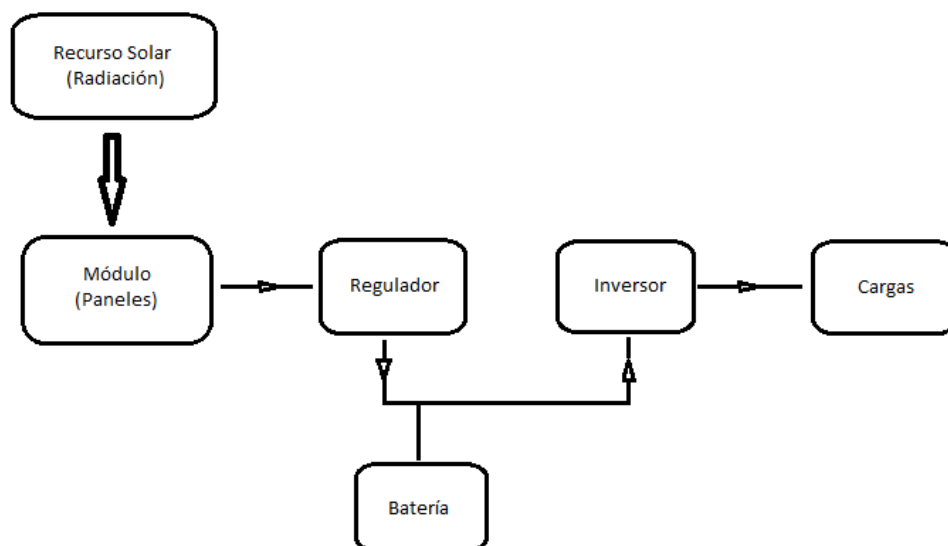 Recurso Solar
(Radiación)
Módulo
(Paneles)
Regulador
Inversor
Cargas
Batería